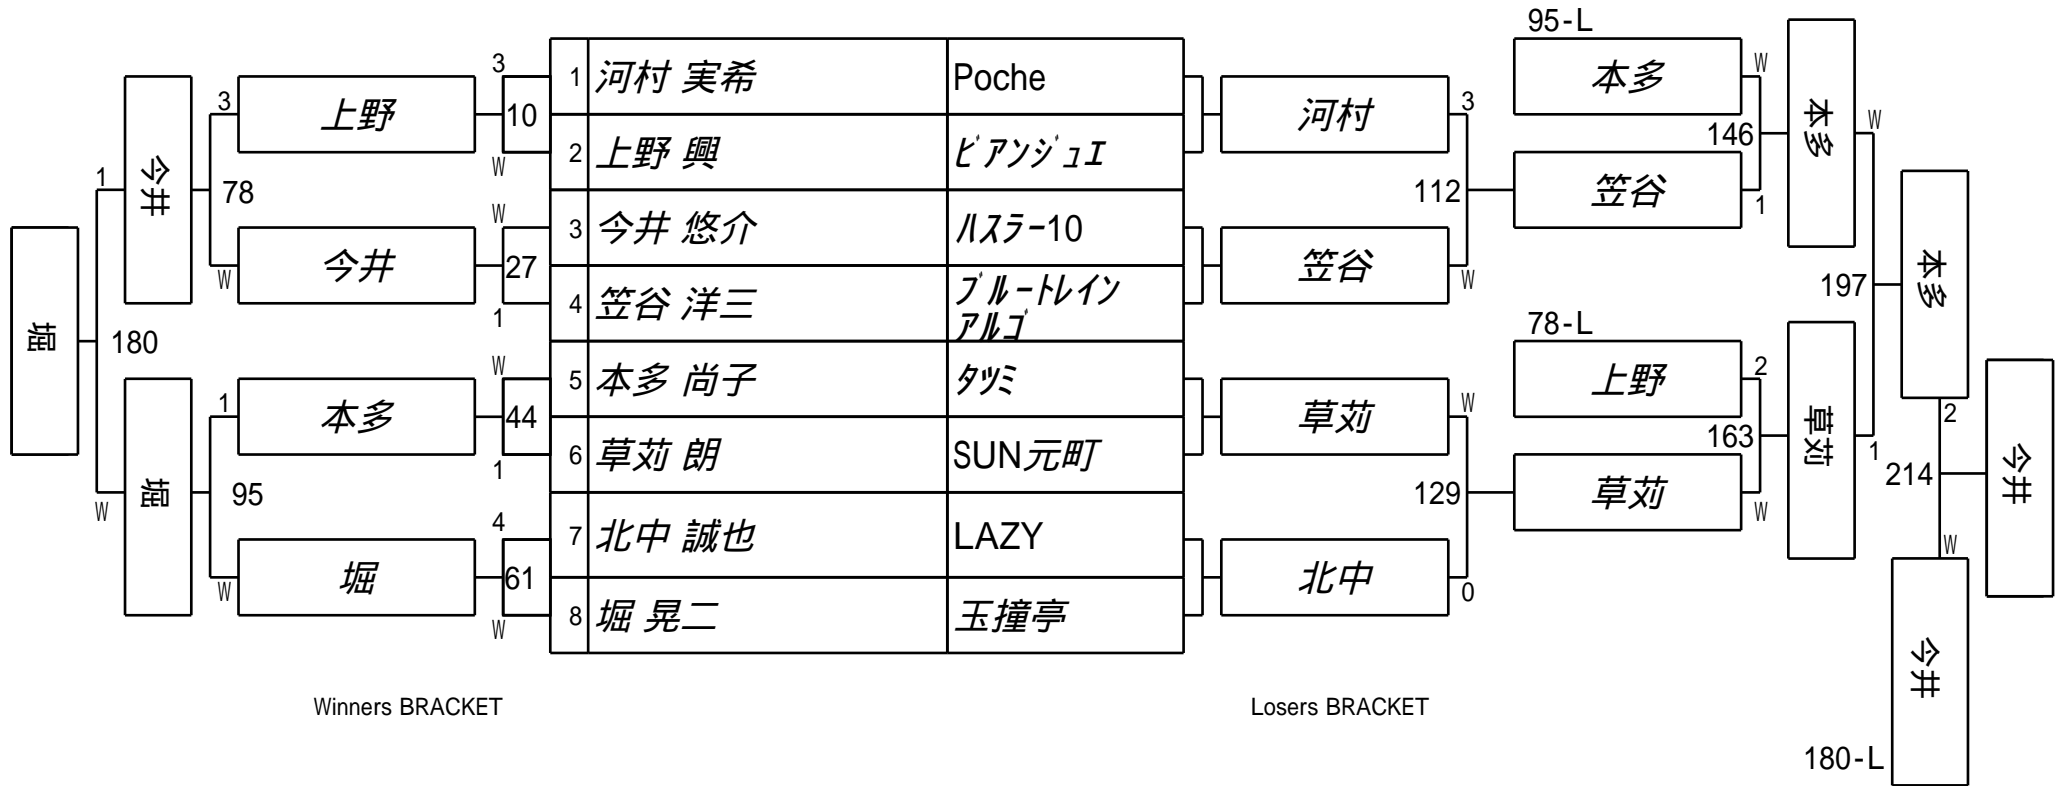 95-L
3
1 河村 実希 Poche
上野
3
10
2 上野 興 ビアンジュエ
W
今井
1
78
W
3 今井 悠介 ハスラー10
今井
W
27
4 笠谷 洋三 ブルートレイン
アルゴ
1
堀
180
W
5 本多 尚子 タツミ
本多
1
44
6 草苅 朗 SUN元町
1
堀
W
95
4
7 北中 誠也 LAZY
堀
W
61
8 堀 晃二 玉撞亭
W
河村
3
112
笠谷
W
草苅
W
129
北中
0
本多
W
146
笠谷
1
78-L
上野
2
163
草苅
W
本多
W
197
草苅
1
本多
2
214
今井
W
今井
180-L
Winners BRACKET
Losers BRACKET